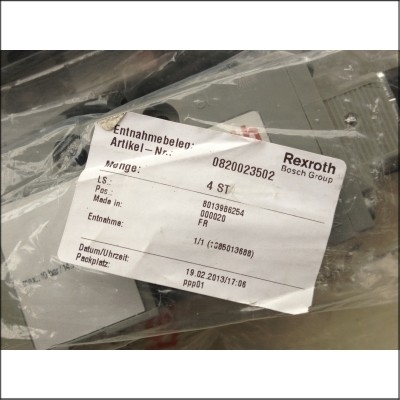 Entnahmebeleg:
Artikel-Nr.: 0820023502
Rexroth
Bosch Group
Menge: 4 ST
LS: 8013986254
Pos.: 000020
Made in: FR
Entnahme: 1/1 (1085013688)
Datum/Uhrzeit: 19.02.2013/17:06
Packplatz: ppp01